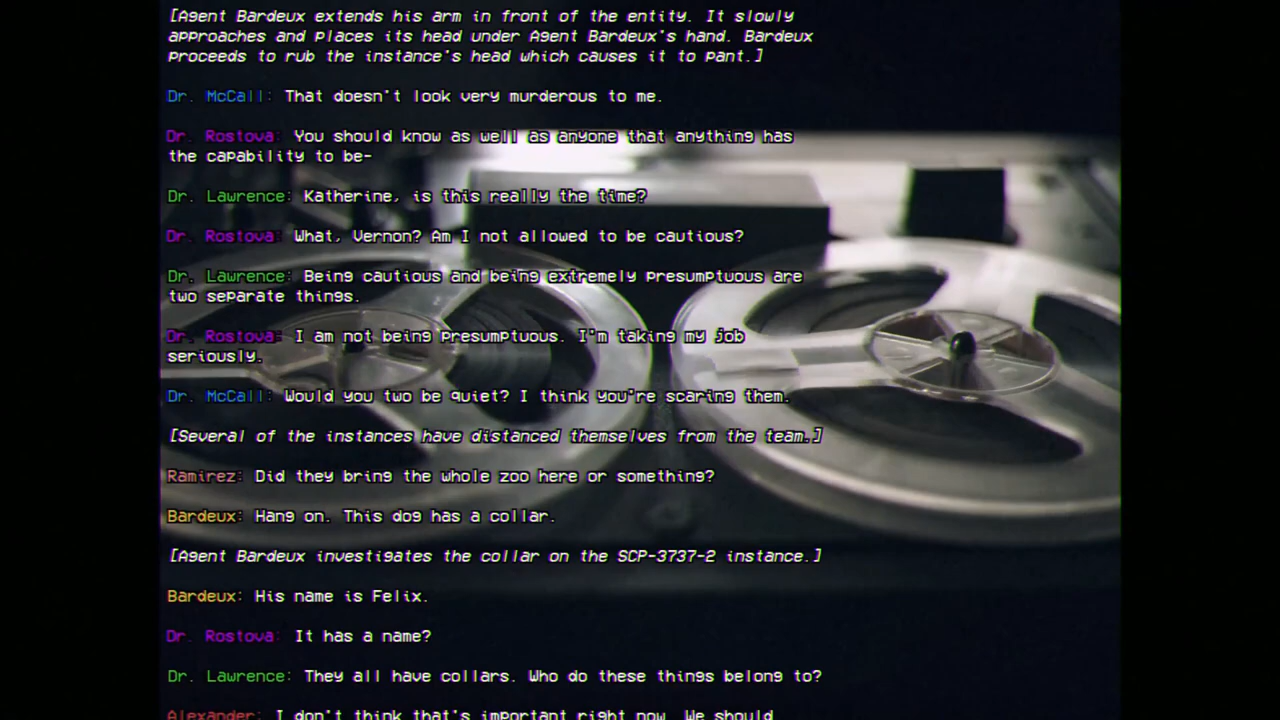 [Agent Bardeux extends his arm in front of the entity. It slowly
approaches and places its head under Agent Bardeux's hand. Bardeux
proceeds to rub the instance's head which causes it to pant.]
Dr. McCall: That doesn't look very murderous to me.
Dr. Rostova: You should know as well as anyone that anything has
the capability to be-
Dr. Lawrence: Katherine, is this really the time?
Dr. Rostova: What, Vernon? Am I not allowed to be cautious?
Dr. Lawrence: Being cautious and being extremely presumptuous are
two separate things.
Dr. Rostova: I am not being presumptuous. I'm taking my job
seriously.
Dr. McCall: Would you two be quiet? I think you're scaring them.
[Several of the instances have distanced themselves from the team.]
Ramirez: Did they bring the whole zoo here or something?
Bardeux: Hang on. This dog has a collar.
[Agent Bardeux investigates the collar on the SCP-3737-2 instance.]
Bardeux: His name is Felix.
Dr. Rostova: It has a name?
Dr. Lawrence: They all have collars. Who do these things belong to?
Alexander: I don't think that's important right now. We should